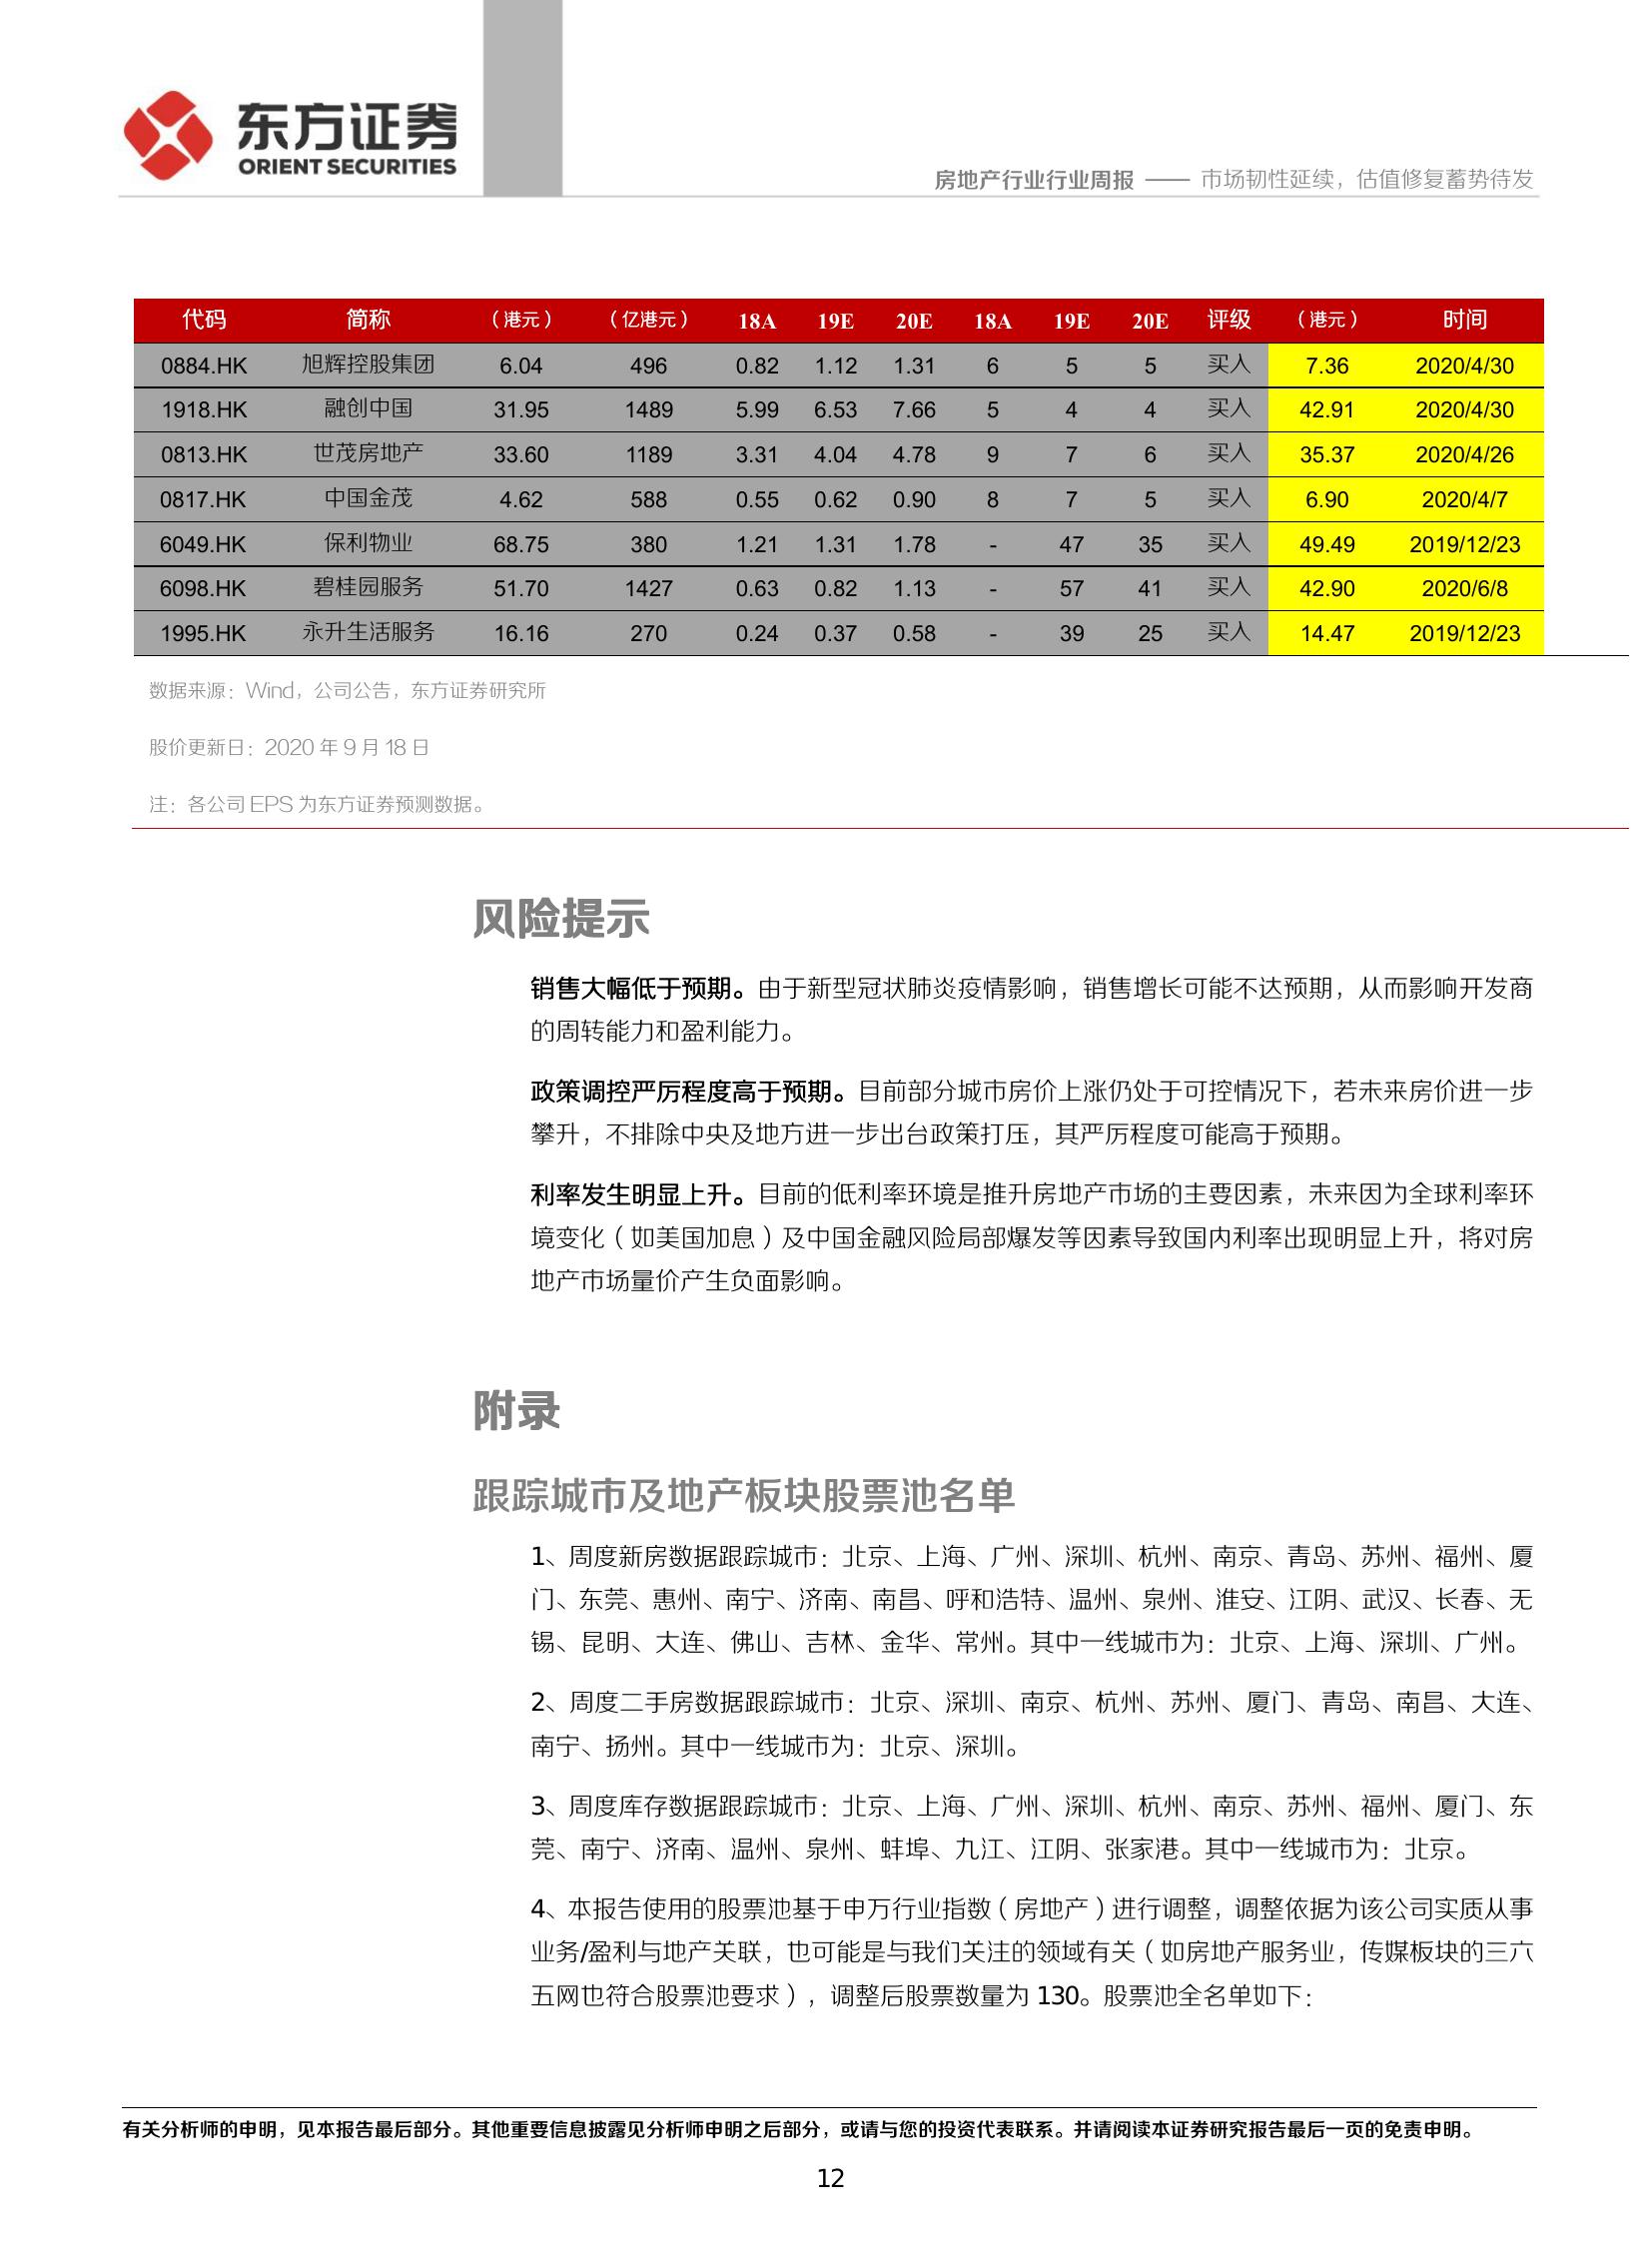 东方证券
ORIENT SECURITIES
房地产行业行业周报 —— 市场韧性延续，估值修复蓄势待发
代码 简称 （港元） （亿港元） 18A 19E 20E 18A 19E 20E 评级 （港元） 时间
0884.HK 旭辉控股集团 6.04 496 0.82 1.12 1.31 6 5 5 买入 7.36 2020/4/30
1918.HK 融创中国 31.95 1489 5.99 6.53 7.66 5 4 4 买入 42.91 2020/4/30
0813.HK 世茂房地产 33.60 1189 3.31 4.04 4.78 9 7 6 买入 35.37 2020/4/26
0817.HK 中国金茂 4.62 588 0.55 0.62 0.90 8 7 5 买入 6.90 2020/4/7
6049.HK 保利物业 68.75 380 1.21 1.31 1.78 - 47 35 买入 49.49 2019/12/23
6098.HK 碧桂园服务 51.70 1427 0.63 0.82 1.13 - 57 41 买入 42.90 2020/6/8
1995.HK 永升生活服务 16.16 270 0.24 0.37 0.58 - 39 25 买入 14.47 2019/12/23
数据来源：Wind，公司公告，东方证券研究所
股价更新日：2020 年 9 月 18 日
注：各公司 EPS 为东方证券预测数据。
风险提示
销售大幅低于预期。由于新型冠状肺炎疫情影响，销售增长可能不达预期，从而影响开发商
的周转能力和盈利能力。
政策调控严厉程度高于预期。目前部分城市房价上涨仍处于可控情况下，若未来房价进一步
攀升，不排除中央及地方进一步出台政策打压，其严厉程度可能高于预期。
利率发生明显上升。目前的低利率环境是推升房地产市场的主要因素，未来因为全球利率环
境变化（如美国加息）及中国金融风险局部爆发等因素导致国内利率出现明显上升，将对房
地产市场量价产生负面影响。
附录
跟踪城市及地产板块股票池名单
1、周度新房数据跟踪城市：北京、上海、广州、深圳、杭州、南京、青岛、苏州、福州、厦
门、东莞、惠州、南宁、济南、南昌、呼和浩特、温州、泉州、淮安、江阴、武汉、长春、无
锡、昆明、大连、佛山、吉林、金华、常州。其中一线城市为：北京、上海、深圳、广州。
2、周度二手房数据跟踪城市：北京、深圳、南京、杭州、苏州、厦门、青岛、南昌、大连、
南宁、扬州。其中一线城市为：北京、深圳。
3、周度库存数据跟踪城市：北京、上海、广州、深圳、杭州、南京、苏州、福州、厦门、东
莞、南宁、济南、温州、泉州、蚌埠、九江、江阴、张家港。其中一线城市为：北京。
4、本报告使用的股票池基于申万行业指数（房地产）进行调整，调整依据为该公司实质从事
业务/盈利与地产关联，也可能是与我们关注的领域有关（如房地产服务业，传媒板块的三六
五网也符合股票池要求），调整后股票数量为 130。股票池全名单如下：
有关分析师的申明，见本报告最后部分。其他重要信息披露见分析师申明之后部分，或请与您的投资代表联系。并请阅读本证券研究报告最后一页的免责申明。
12